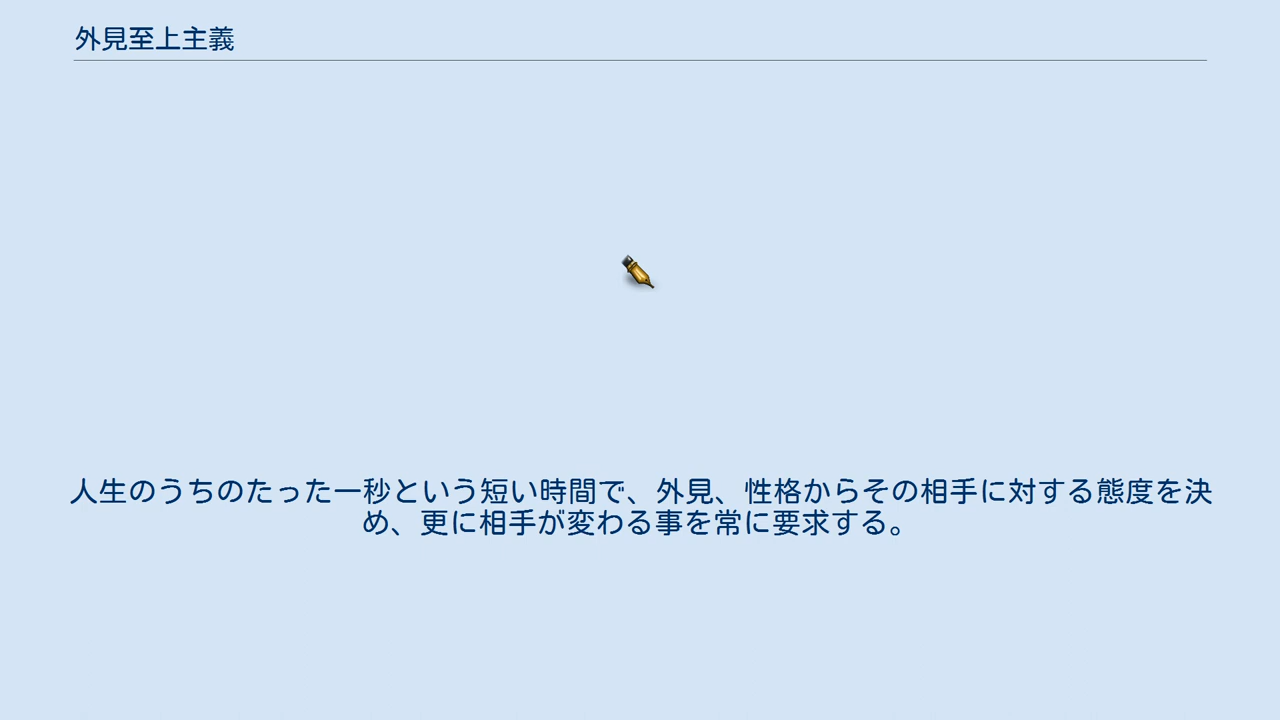 外見至上主義
人生のうちのたった一秒という短い時間で、外見、性格からその相手に対する態度を決
め、更に相手が変わる事を常に要求する。